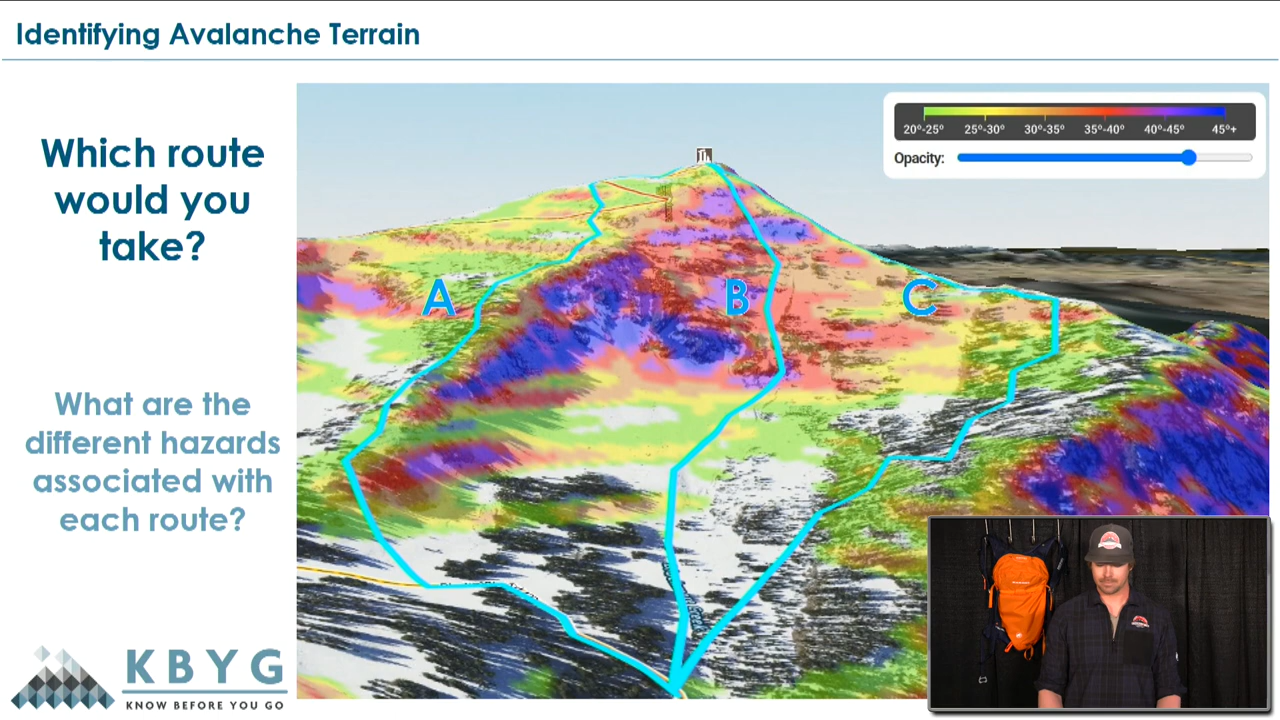 Identifying Avalanche Terrain
Which route
would you
take?
What are the
different hazards
associated with
each route?
KBYG
KNOW BEFORE YOU GO
A
B
C
20º-25º 25º-30º 30º-35º 35º-40º 40º-45º 45º+
Opacity: